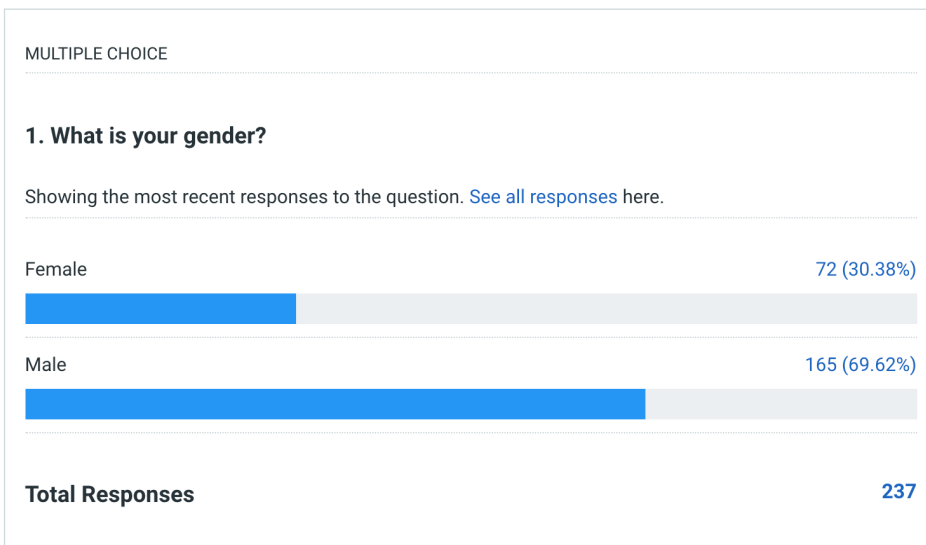 MULTIPLE CHOICE
1. What is your gender?
Showing the most recent responses to the question. See all responses here.
Female 72 (30.38%)
Male 165 (69.62%)
Total Responses 237